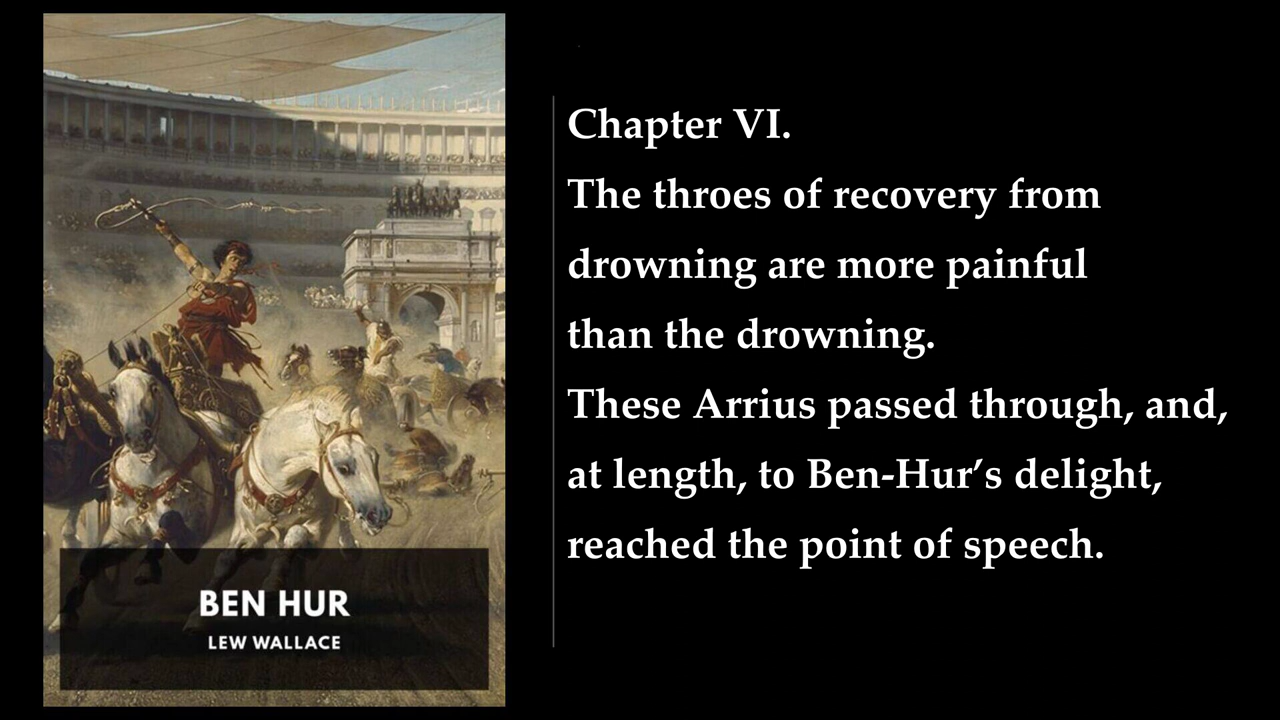 BEN HUR
LEW WALLACE
Chapter VI.
The throes of recovery from
drowning are more painful
than the drowning.
These Arrius passed through, and,
at length, to Ben-Hur’s delight,
reached the point of speech.